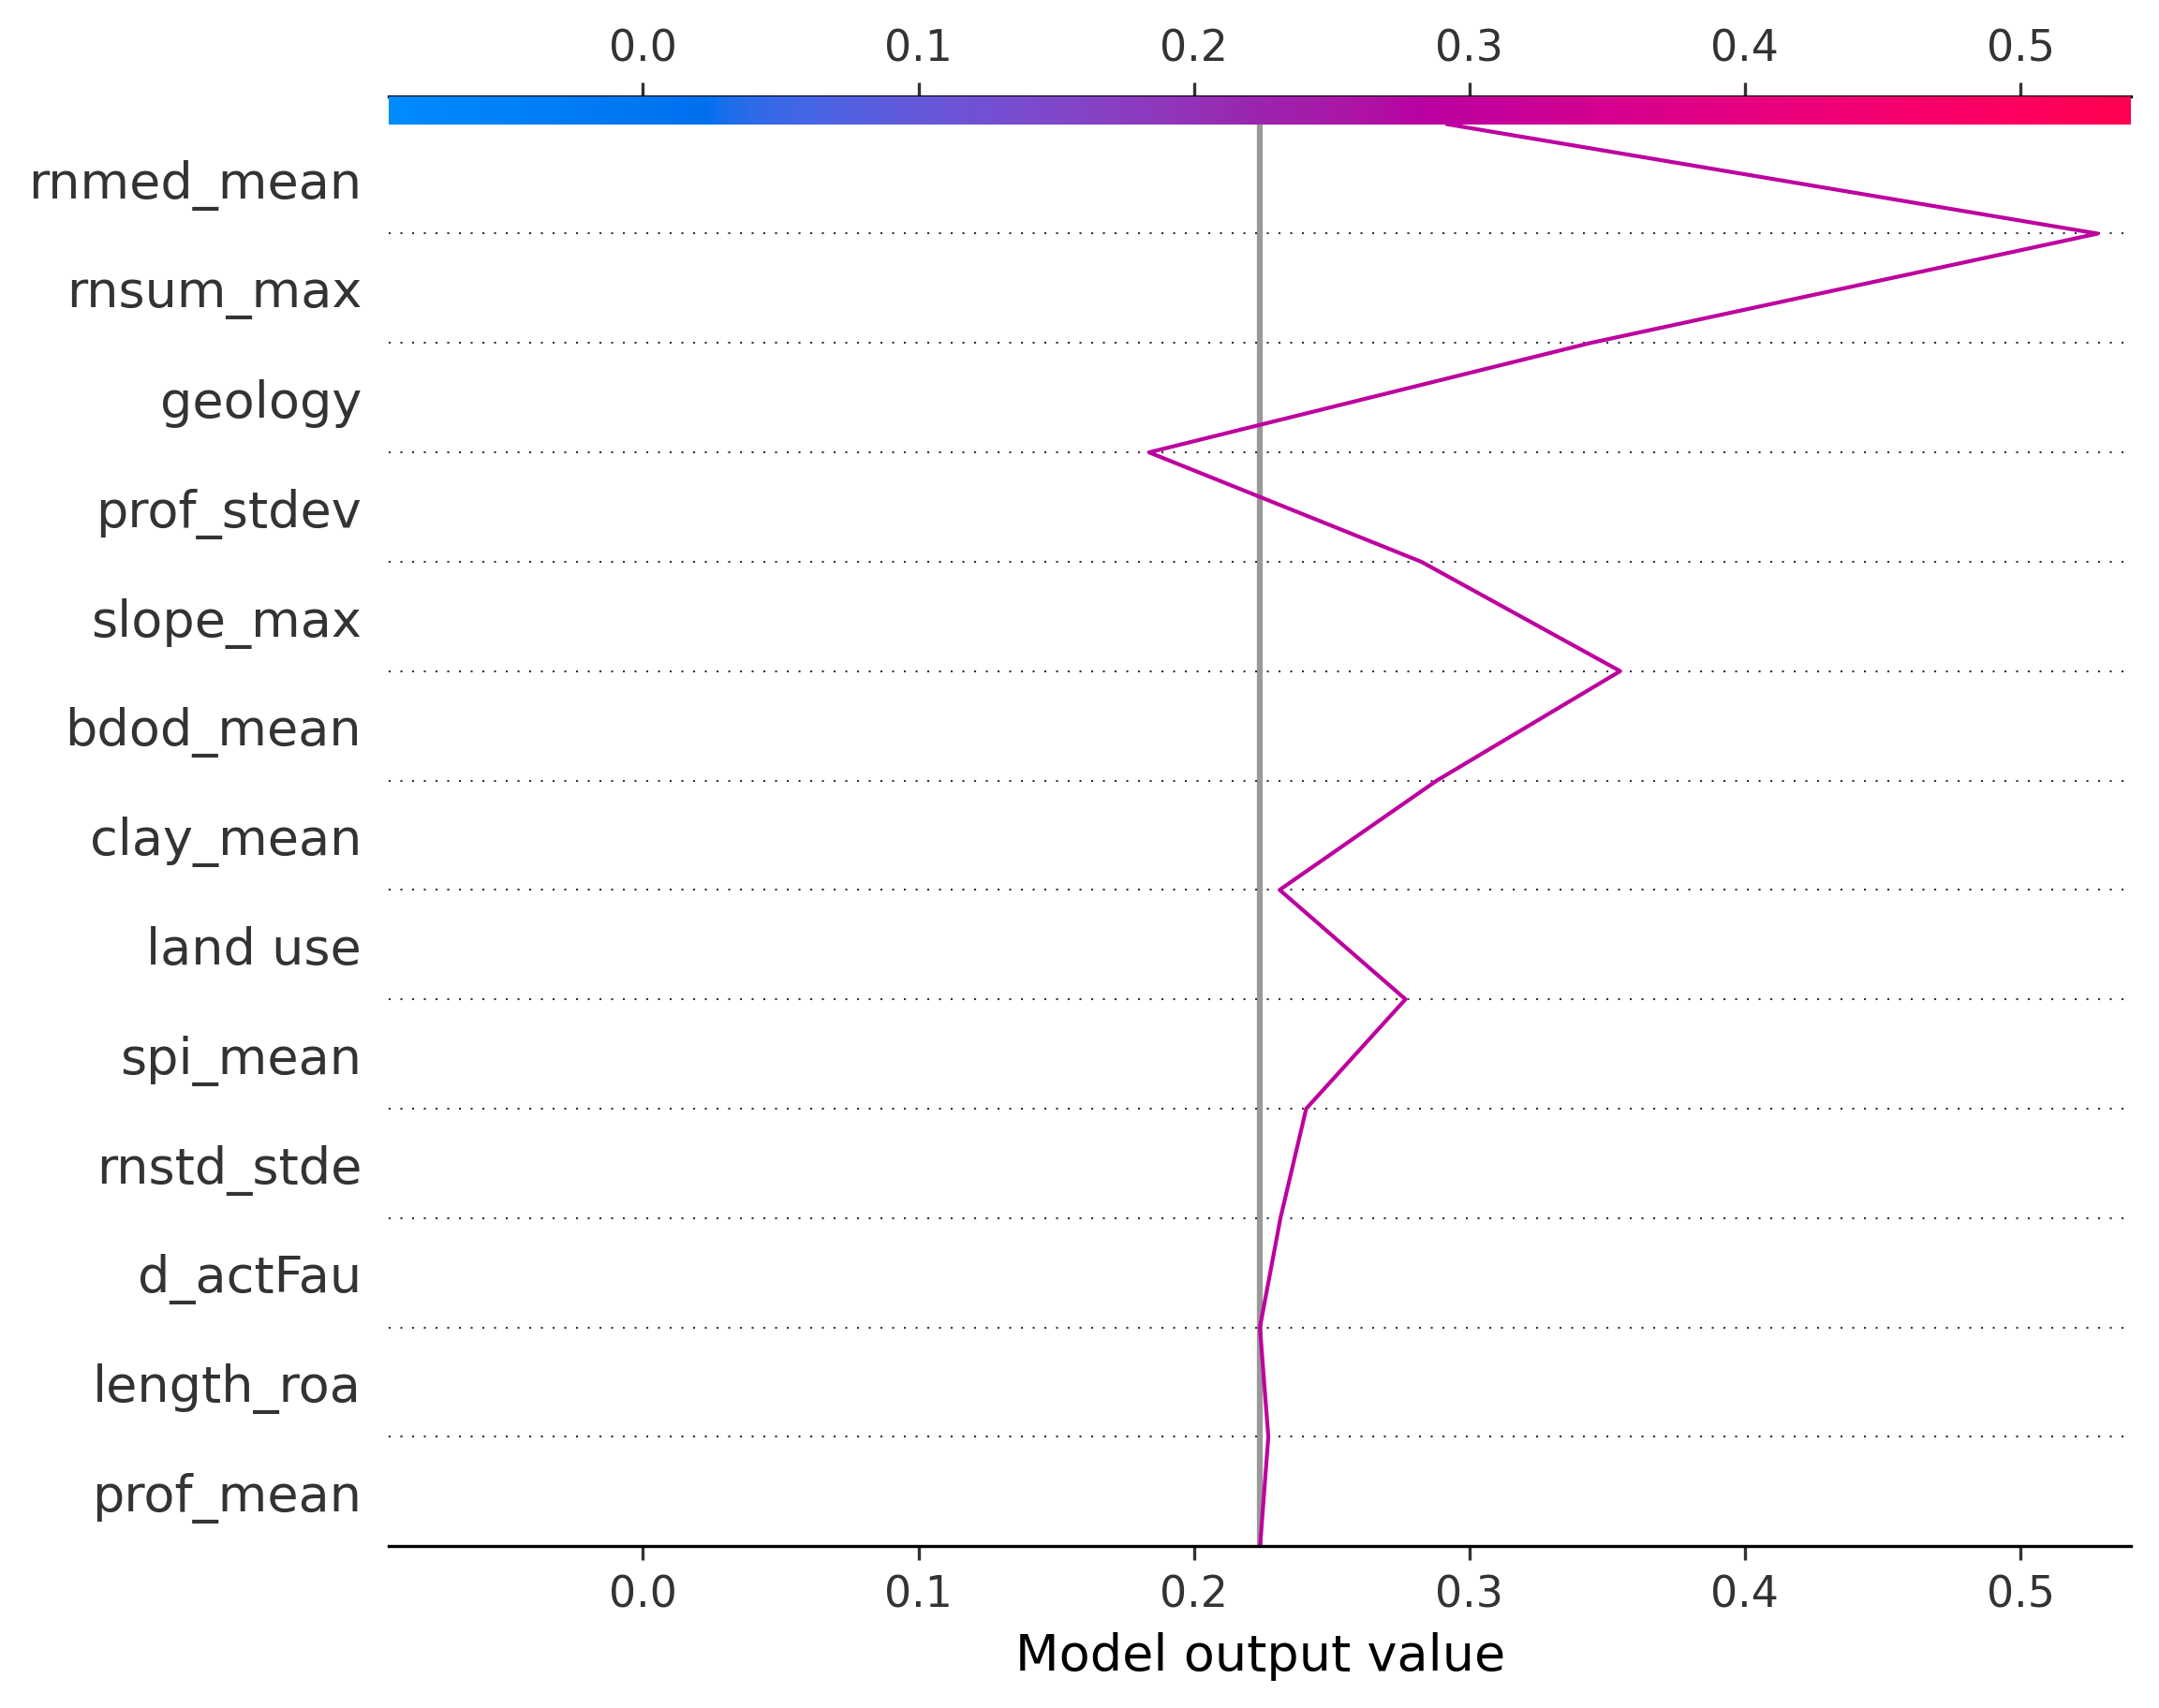 0.0 0.1 0.2 0.3 0.4 0.5
rnmed_mean
rnsum_max
geology
prof_stdev
slope_max
bdod_mean
clay_mean
land use
spi_mean
rnstd_stde
d_actFau
length_roa
prof_mean
0.0 0.1 0.2 0.3 0.4 0.5
Model output value